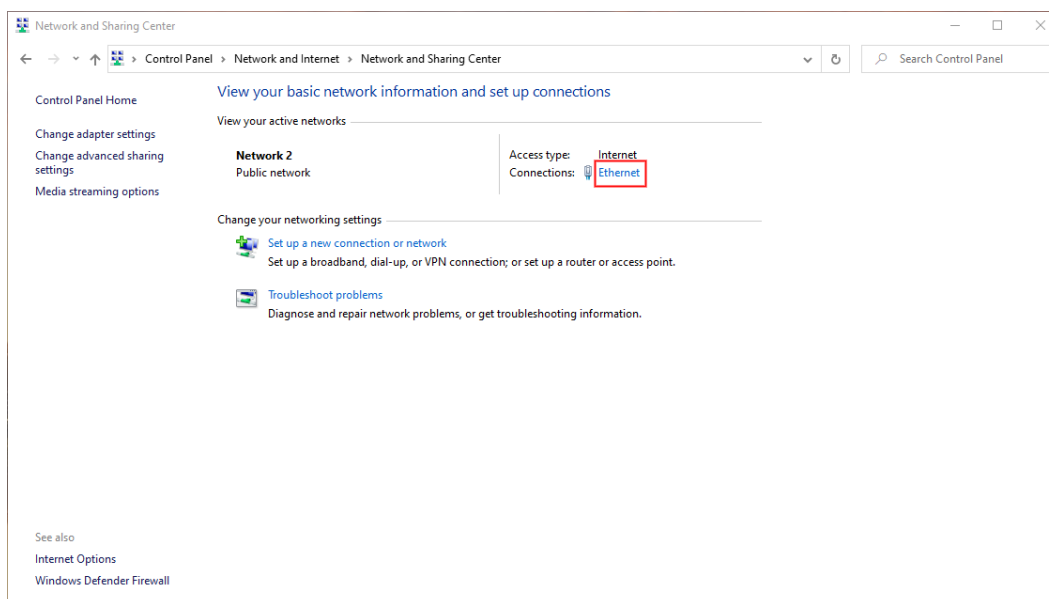 Network and Sharing Center
Control Panel > Network and Internet > Network and Sharing Center
Search Control Panel
Control Panel Home
Change adapter settings
Change advanced sharing
settings
Media streaming options
View your basic network information and set up connections
View your active networks
Network 2
Public network
Access type: Internet
Connections: Ethernet
Change your networking settings
Set up a new connection or network
Set up a broadband, dial-up, or VPN connection; or set up a router or access point.
Troubleshoot problems
Diagnose and repair network problems, or get troubleshooting information.
See also
Internet Options
Windows Defender Firewall